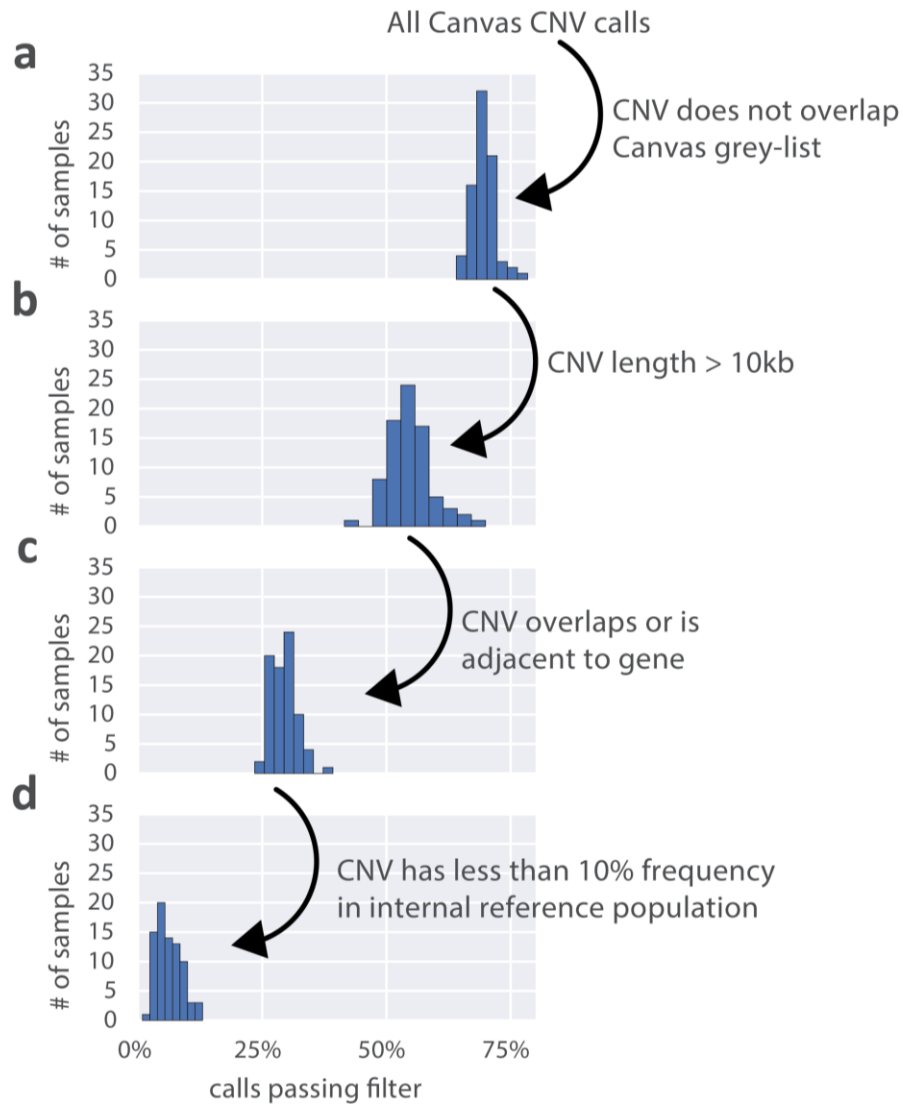 All Canvas CNV calls
a
35
30
25
20
15
10
5
0
# of samples
CNV does not overlap
Canvas grey-list
b
35
30
25
20
15
10
5
0
# of samples
CNV length > 10kb
c
35
30
25
20
15
10
5
0
# of samples
CNV overlaps or is
adjacent to gene
d
35
30
25
20
15
10
5
0
# of samples
CNV has less than 10% frequency
in internal reference population
0% 25% 50% 75%
calls passing filter